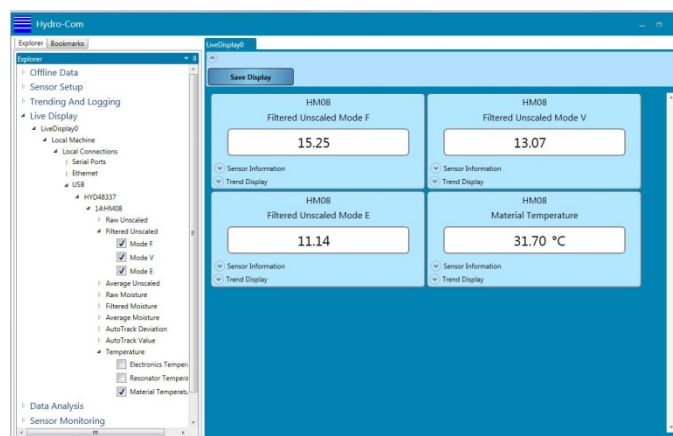 Hydro-Com
Explorer Bookmarks
Explorer
Offline Data
Sensor Setup
Trending And Logging
Live Display
LiveDisplay0
Local Machine
Local Connections
Serial Ports
Ethernet
USB
HYD48337
14:HM08
Raw Unscaled
Filtered Unscaled
Mode F
Mode V
Mode E
Average Unscaled
Raw Moisture
Filtered Moisture
Average Moisture
AutoTrack Deviation
AutoTrack Value
Temperature
Electronics Temper
Resonator Tempera
Material Temperatu
Data Analysis
Sensor Monitoring
LiveDisplay0
Save Display
HM08
Filtered Unscaled Mode F
15.25
Sensor Information
Trend Display
HM08
Filtered Unscaled Mode V
13.07
Sensor Information
Trend Display
HM08
Filtered Unscaled Mode E
11.14
Sensor Information
Trend Display
HM08
Material Temperature
31.70 °C
Sensor Information
Trend Display